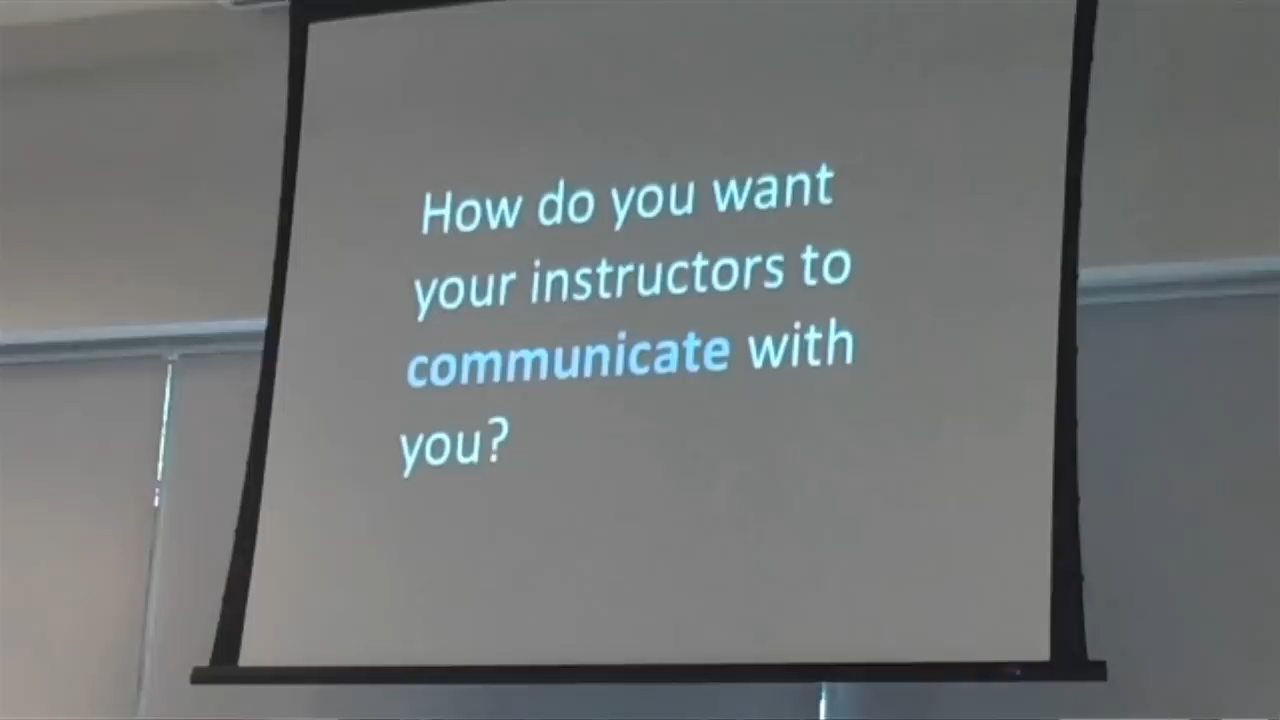 How do you want
your instructors to
communicate with
you?